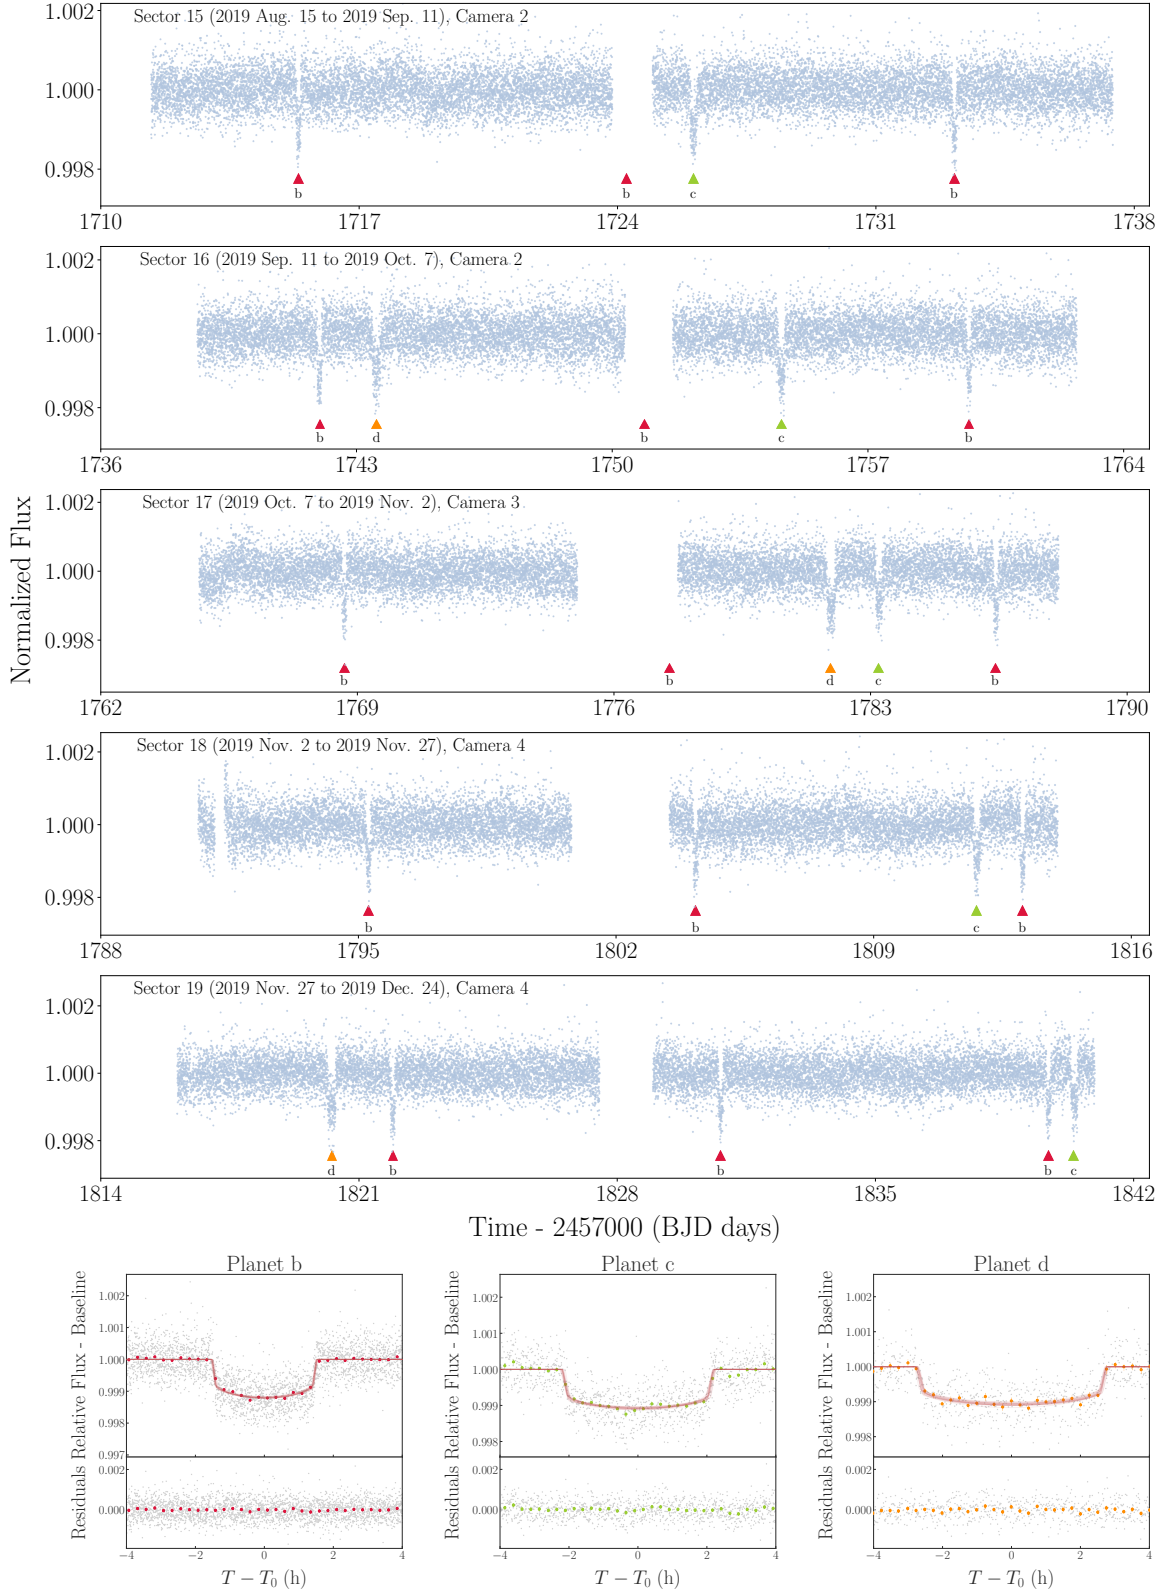 Sector 15 (2019 Aug. 15 to 2019 Sep. 11), Camera 2
1.002
1.000
0.998
b b c b
1710 1717 1724 1731 1738
Sector 16 (2019 Sep. 11 to 2019 Oct. 7), Camera 2
1.002
1.000
0.998
b d b c b
1736 1743 1750 1757 1764
Sector 17 (2019 Oct. 7 to 2019 Nov. 2), Camera 3
1.002
1.000
0.998
b b d c b
1762 1769 1776 1783 1790
Normalized Flux
Sector 18 (2019 Nov. 2 to 2019 Nov. 27), Camera 4
1.002
1.000
0.998
b b c b
1788 1795 1802 1809 1816
Sector 19 (2019 Nov. 27 to 2019 Dec. 24), Camera 4
1.002
1.000
0.998
d b b b c
1814 1821 1828 1835 1842
Time - 2457000 (BJD days)
Planet b
Relative Flux - Baseline
1.002
1.001
1.000
0.999
0.998
0.997
Residuals
0.002
0.000
−4 −2 0 2 4
T − T0 (h)
Planet c
Relative Flux - Baseline
1.002
1.001
1.000
0.999
0.998
Residuals
0.002
0.000
−4 −2 0 2 4
T − T0 (h)
Planet d
Relative Flux - Baseline
1.002
1.001
1.000
0.999
0.998
Residuals
0.002
0.000
−4 −2 0 2 4
T − T0 (h)